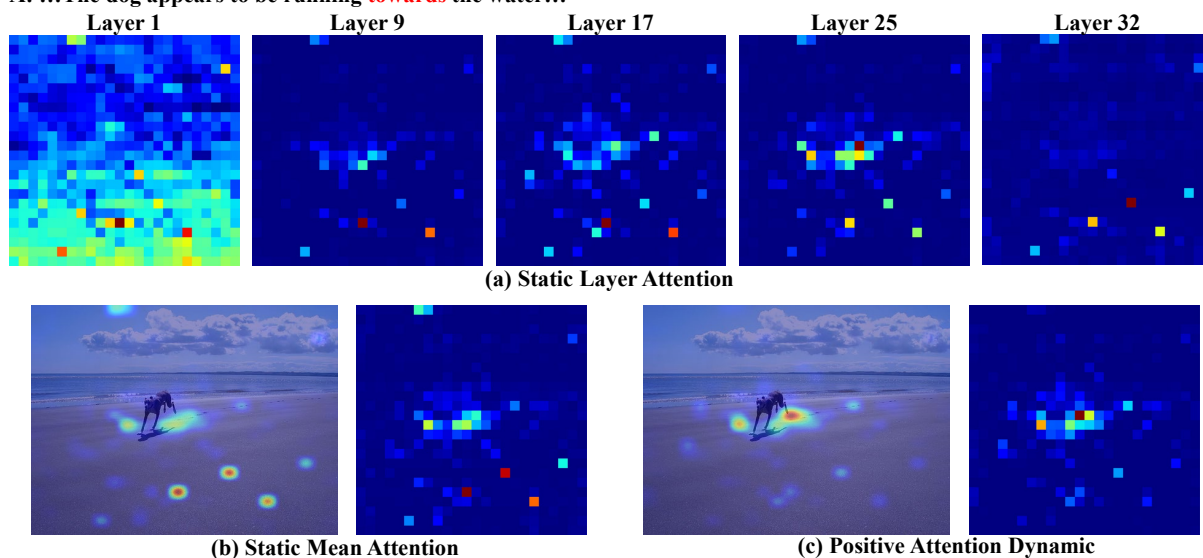 A: ...The dog appears to be running towards the water...
Layer 1 Layer 9 Layer 17 Layer 25 Layer 32
(a) Static Layer Attention
(b) Static Mean Attention (c) Positive Attention Dynamic